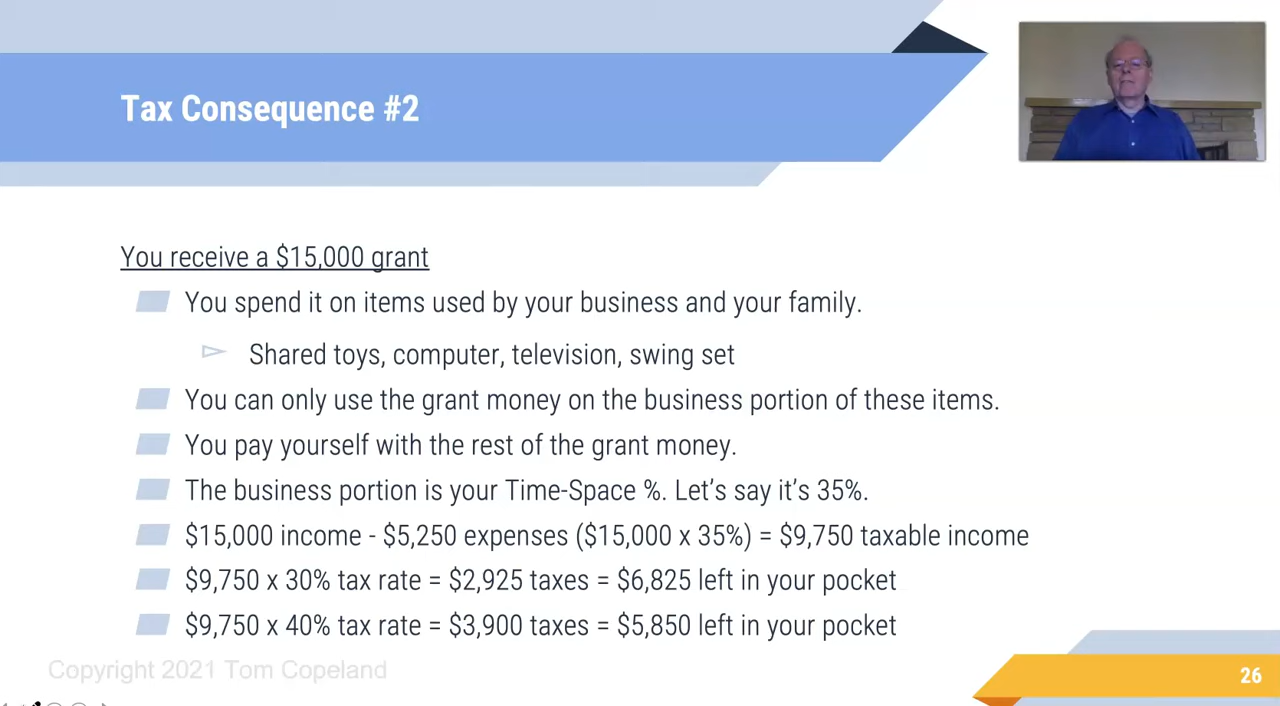 Tax Consequence #2
You receive a $15,000 grant
You spend it on items used by your business and your family.
Shared toys, computer, television, swing set
You can only use the grant money on the business portion of these items.
You pay yourself with the rest of the grant money.
The business portion is your Time-Space %. Let's say it's 35%.
$15,000 income - $5,250 expenses ($15,000 x 35%) = $9,750 taxable income
$9,750 x 30% tax rate = $2,925 taxes = $6,825 left in your pocket
$9,750 x 40% tax rate = $3,900 taxes = $5,850 left in your pocket
Copyright 2021 Tom Copeland
26